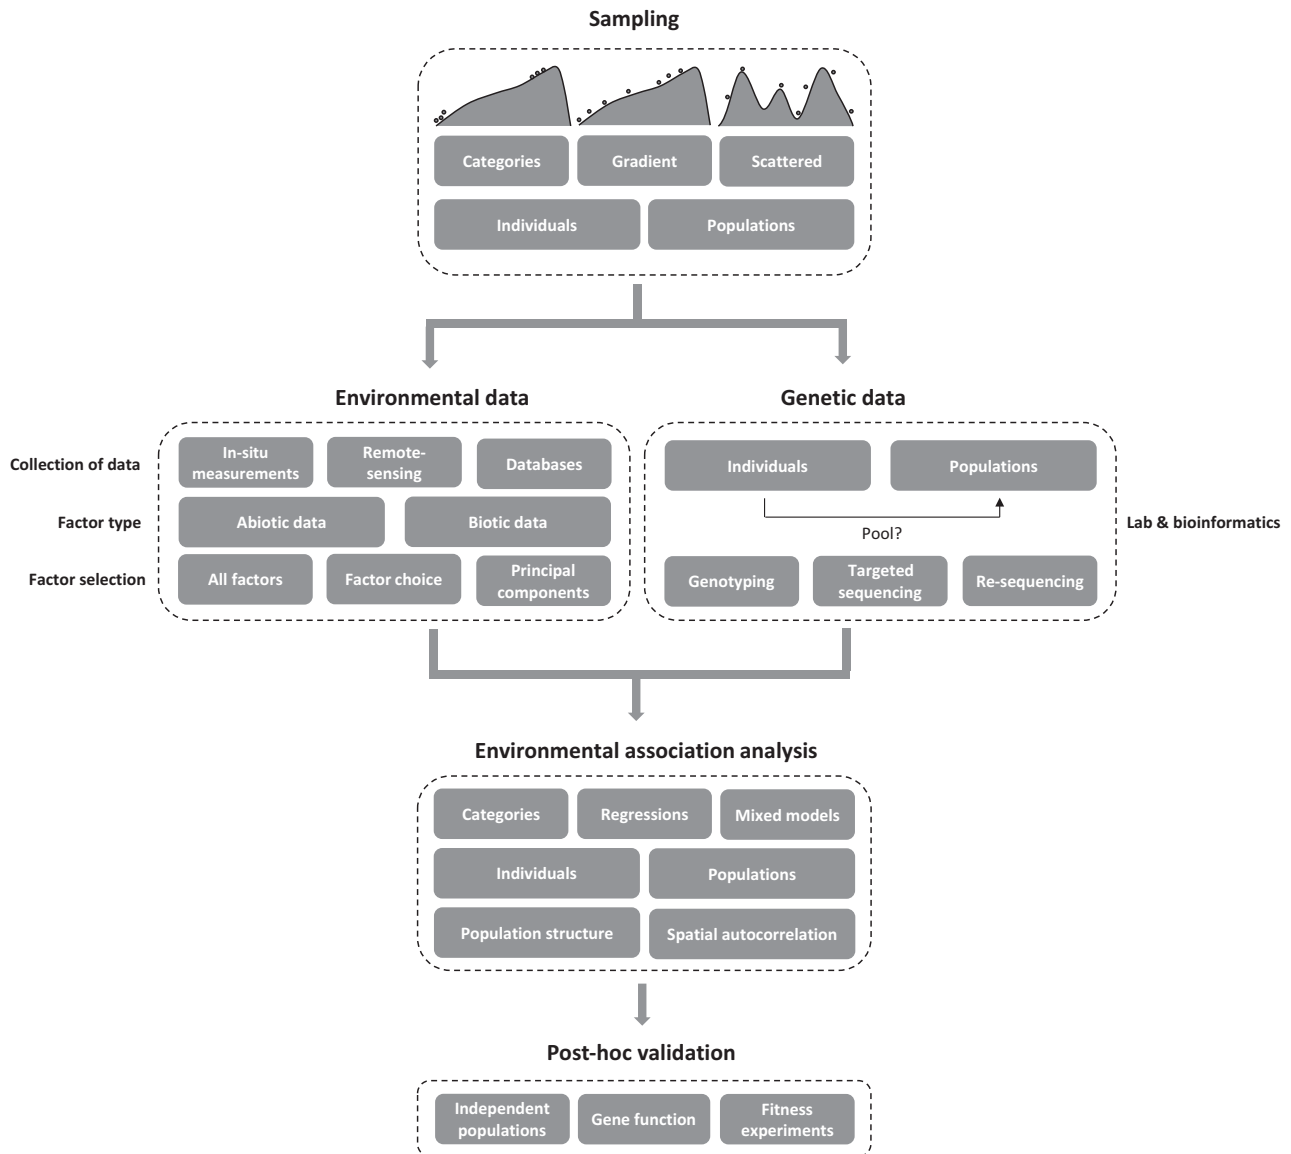 Sampling
Categories
Gradient
Scattered
Individuals
Populations
Environmental data
Genetic data
Collection of data
In-situ
measurements
Remote-
sensing
Databases
Factor type
Abiotic data
Biotic data
Factor selection
All factors
Factor choice
Principal
components
Individuals
Populations
Pool?
Genotyping
Targeted
sequencing
Re-sequencing
Lab & bioinformatics
Environmental association analysis
Categories
Regressions
Mixed models
Individuals
Populations
Population structure
Spatial autocorrelation
Post-hoc validation
Independent
populations
Gene function
Fitness
experiments